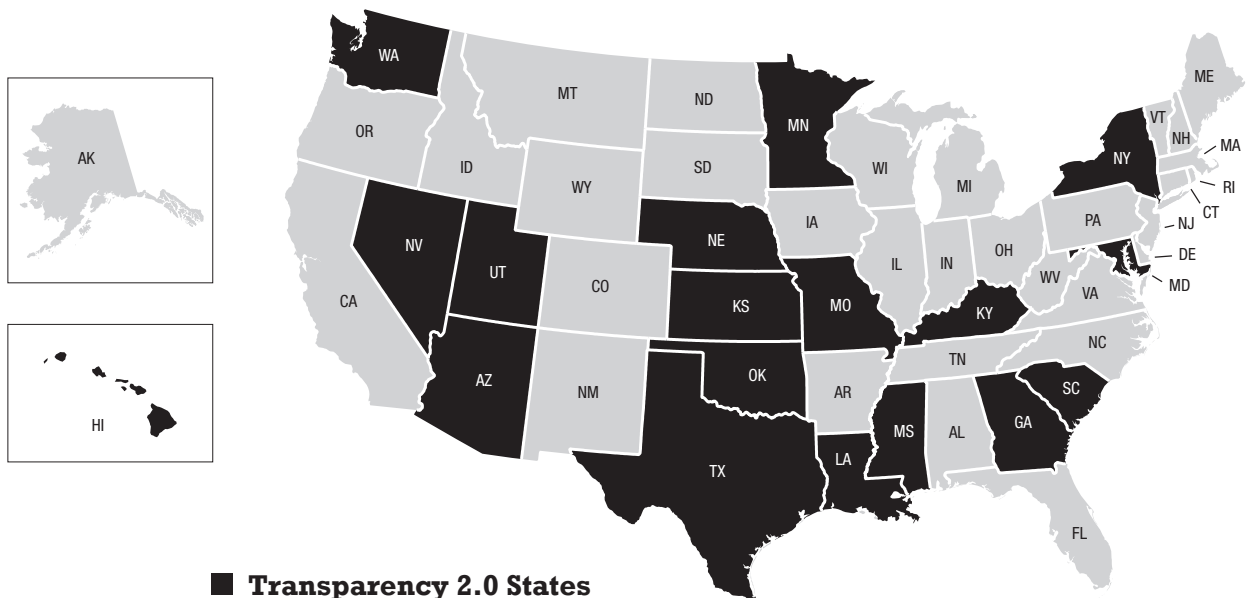 WA
MT
ND
MN
ME
VT
NH
MA
OR
AK
ID
SD
WI
NY
MI
WY
RI
CT
NJ
PA
DE
MD
IA
NE
NV
UT
CO
IL
IN
OH
WV
VA
CA
KS
MO
KY
NC
TN
AZ
NM
OK
AR
SC
HI
MS
AL
GA
TX
LA
FL
Transparency 2.0 States